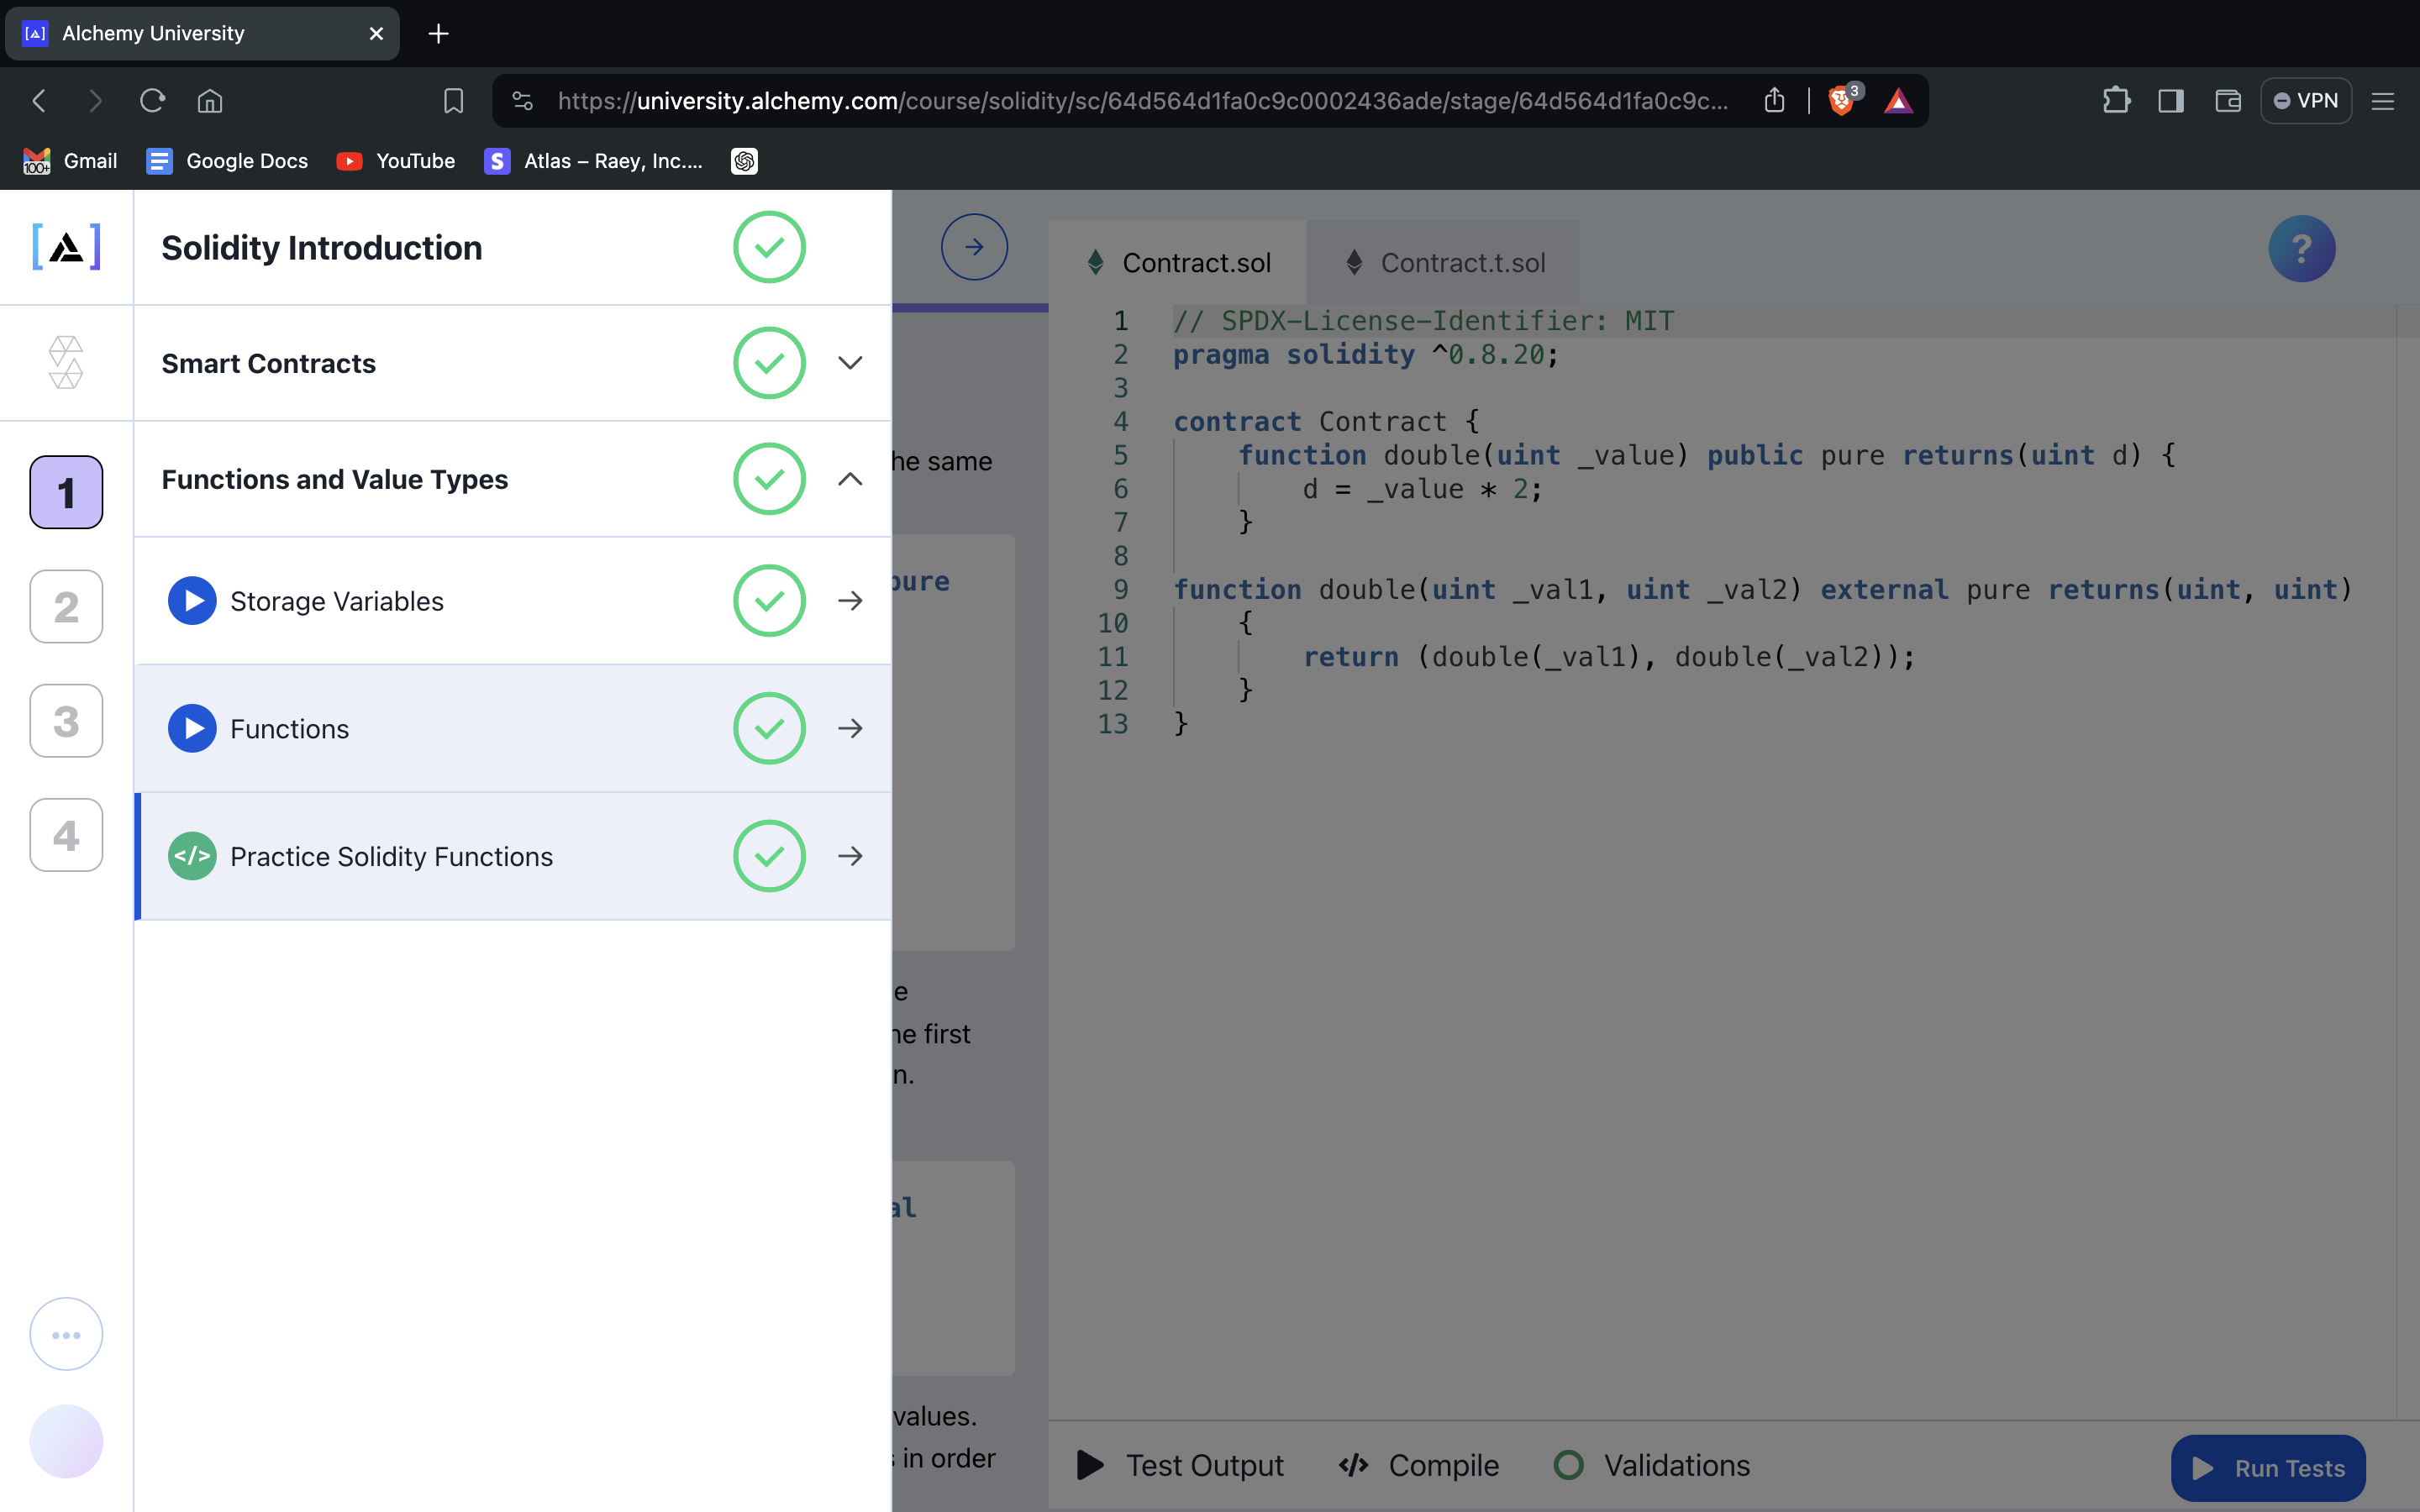 Alchemy University
https://university.alchemy.com/course/solidity/sc/64d564d1fa0c9c0002436ade/stage/64d564d1fa0c9c...
3
VPN
100+ Gmail
Google Docs
YouTube
S Atlas – Raey, Inc....
Solidity Introduction
Smart Contracts
Functions and Value Types
Storage Variables
Functions
</> Practice Solidity Functions
1
2
3
4
he same
pure
e
he first
n.
al
values.
in order
Contract.sol
Contract.t.sol
?
1 // SPDX-License-Identifier: MIT
2 pragma solidity ^0.8.20;
3
4 contract Contract {
5 function double(uint _value) public pure returns(uint d) {
6 d = _value * 2;
7 }
8
9 function double(uint _val1, uint _val2) external pure returns(uint, uint)
10 {
11 return (double(_val1), double(_val2));
12 }
13 }
Test Output
</> Compile
Validations
Run Tests